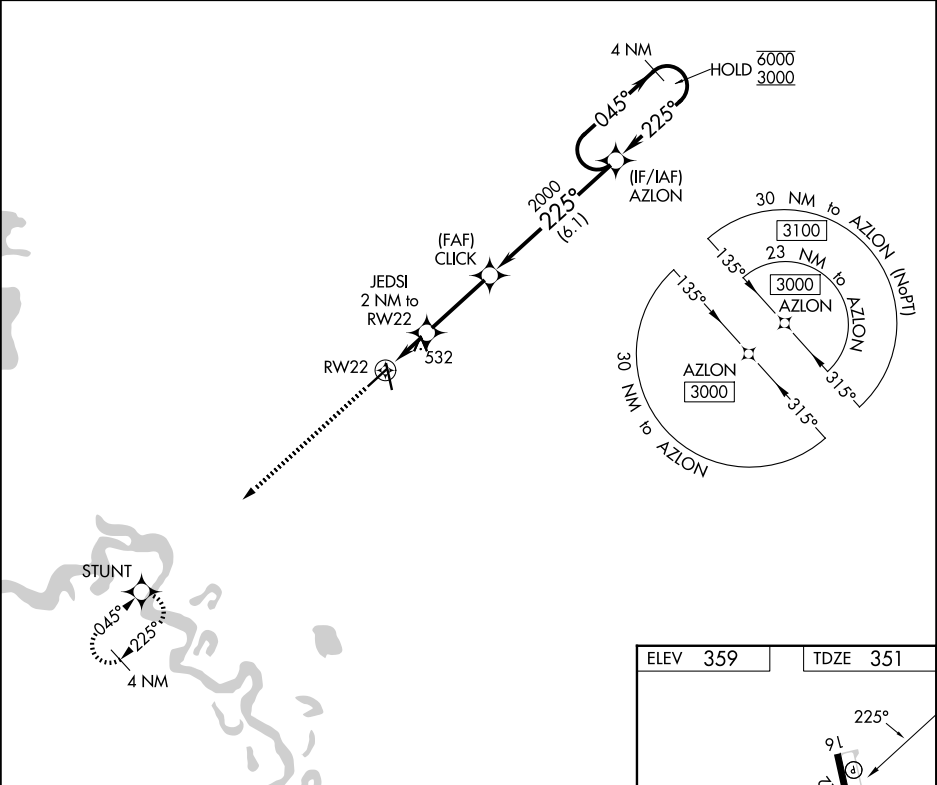 4 NM
HOLD
6000
3000
045°
225°
(IF/IAF)
AZLON
2000
225°
(6.1)
(FAF)
CLICK
JEDSI
2 NM to
RW22
532
RW22
30 NM to AZLON (NoPT)
3100
135°
23 NM to AZLON
3000
AZLON
315°
135°
AZLON
3000
315°
30 NM to AZLON
STUNT
045°
225°
4 NM
ELEV 359
TDZE 351
225°
16
P